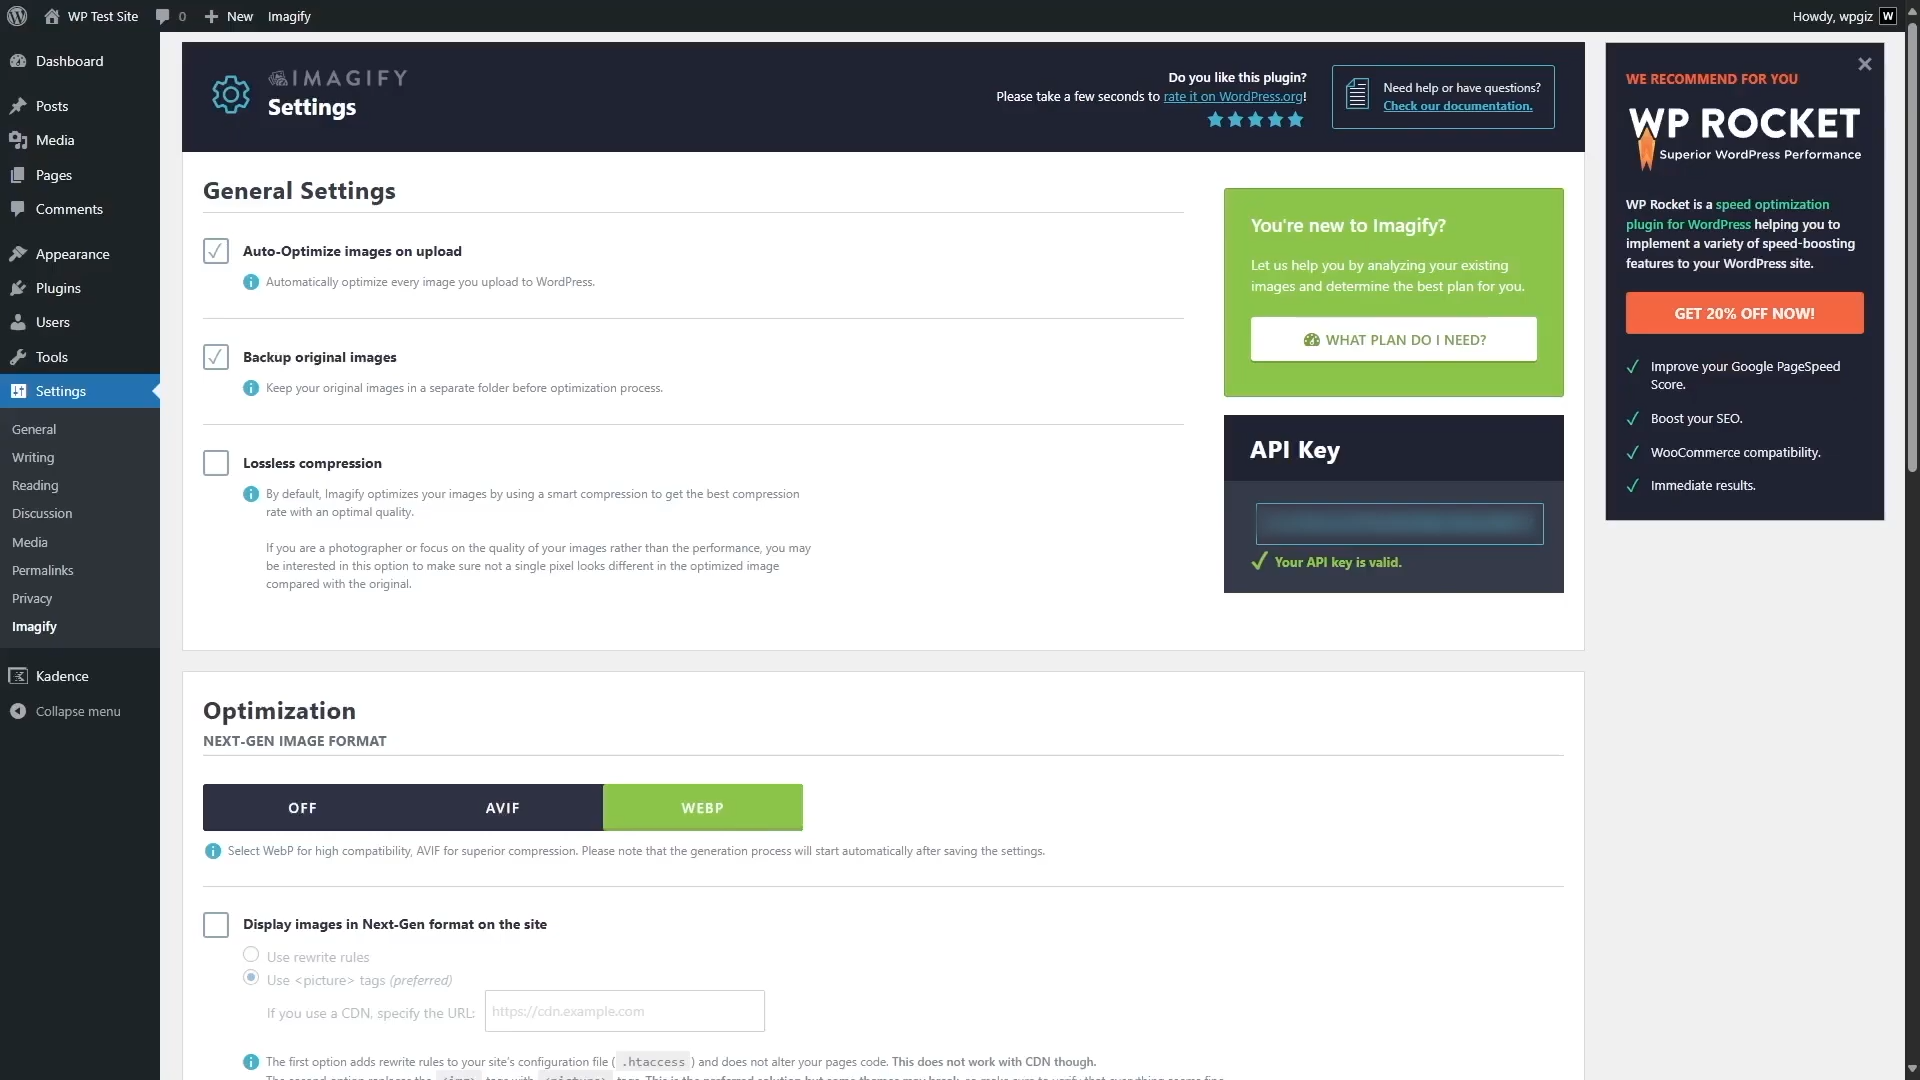 WP Test Site
0
New
Imagify
Howdy, wpgiz
Dashboard
Posts
Media
Pages
Comments
Appearance
Plugins
Users
Tools
Settings
General
Writing
Reading
Discussion
Media
Permalinks
Privacy
Imagify
Kadence
Collapse menu
IMAGIFY
Settings
Do you like this plugin?
Please take a few seconds to rate it on WordPress.org!
Need help or have questions?
Check our documentation.
General Settings
Auto-Optimize images on upload
Automatically optimize every image you upload to WordPress.
Backup original images
Keep your original images in a separate folder before optimization process.
Lossless compression
By default, Imagify optimizes your images by using a smart compression to get the best compression
rate with an optimal quality.
If you are a photographer or focus on the quality of your images rather than the performance, you may
be interested in this option to make sure not a single pixel looks different in the optimized image
compared with the original.
You're new to Imagify?
Let us help you by analyzing your existing
images and determine the best plan for you.
WHAT PLAN DO I NEED?
API Key
Your API key is valid.
Optimization
NEXT-GEN IMAGE FORMAT
OFF
AVIF
WEBP
Select WebP for high compatibility, AVIF for superior compression. Please note that the generation process will start automatically after saving the settings.
Display images in Next-Gen format on the site
Use rewrite rules
Use <picture> tags (preferred)
If you use a CDN, specify the URL:
https://cdn.example.com
The first option adds rewrite rules to your site's configuration file ( .htaccess ) and does not alter your pages code. This does not work with CDN though.
WE RECOMMEND FOR YOU
WP ROCKET
Superior WordPress Performance
WP Rocket is a speed optimization
plugin for WordPress helping you to
implement a variety of speed-boosting
features to your WordPress site.
GET 20% OFF NOW!
Improve your Google PageSpeed
Score.
Boost your SEO.
WooCommerce compatibility.
Immediate results.